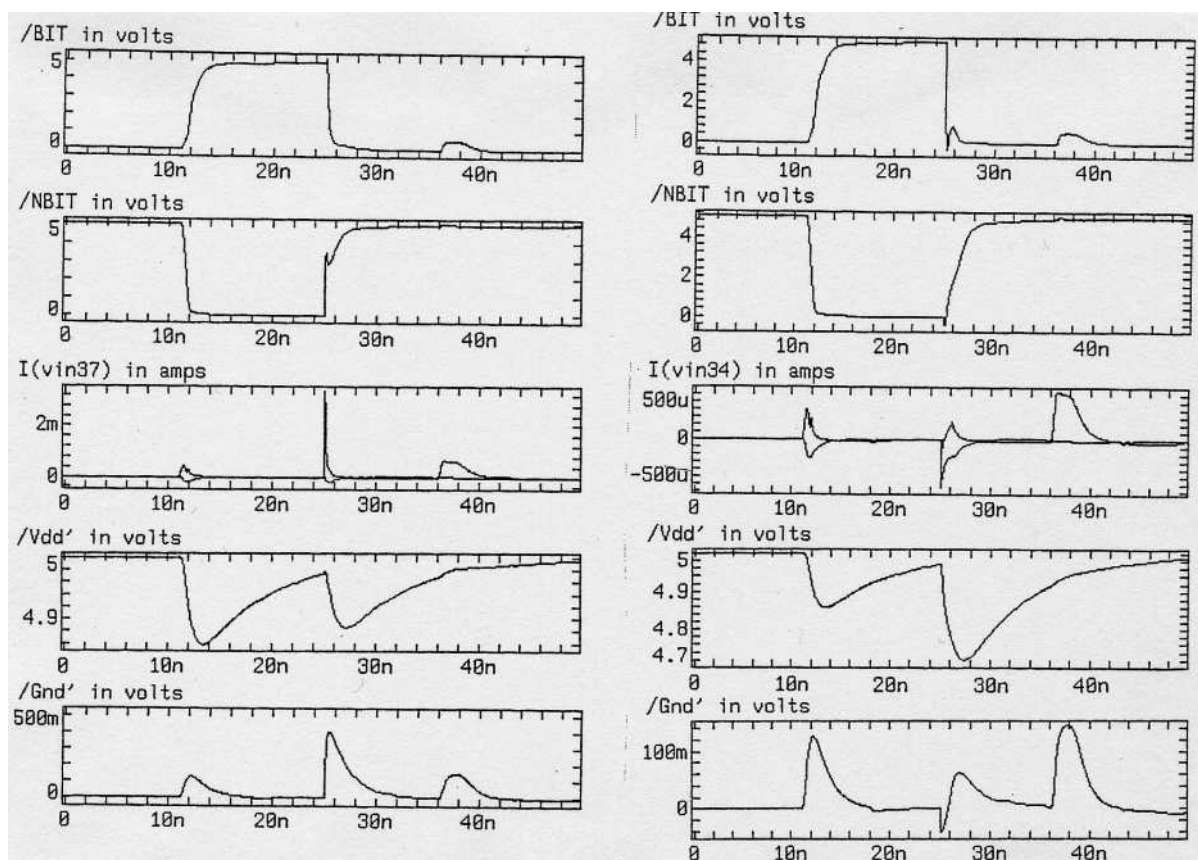 /BIT in volts
5
0
0 10n 20n 30n 40n
/NBIT in volts
5
0
0 10n 20n 30n 40n
I(vin37) in amps
2m
0
0 10n 20n 30n 40n
/Vdd' in volts
5
4.9
0 10n 20n 30n 40n
/Gnd' in volts
500m
0
0 10n 20n 30n 40n
/BIT in volts
4
2
0
0 10n 20n 30n 40n
/NBIT in volts
4
2
0
0 10n 20n 30n 40n
I(vin34) in amps
500u
0
-500u
0 10n 20n 30n 40n
/Vdd' in volts
5
4.9
4.8
4.7
0 10n 20n 30n 40n
/Gnd' in volts
100m
0
0 10n 20n 30n 40n